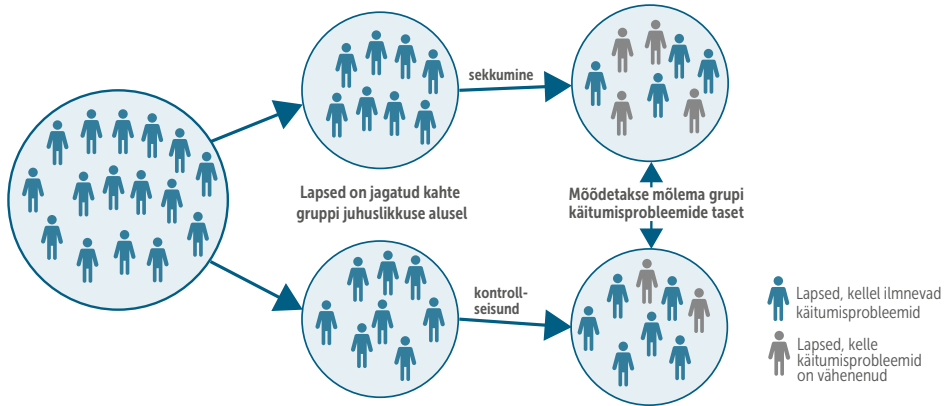 sekkumine
Lapsed on jagatud kahte
gruppi juhuslikkuse alusel
Mõõdetakse mõlema grupi
käitumisprobleemide taset
kontroll-
seisund
Lapsed, kellel ilmnevad
käitumisprobleemid
Lapsed, kelle
käitumisprobleemid
on vähenenud